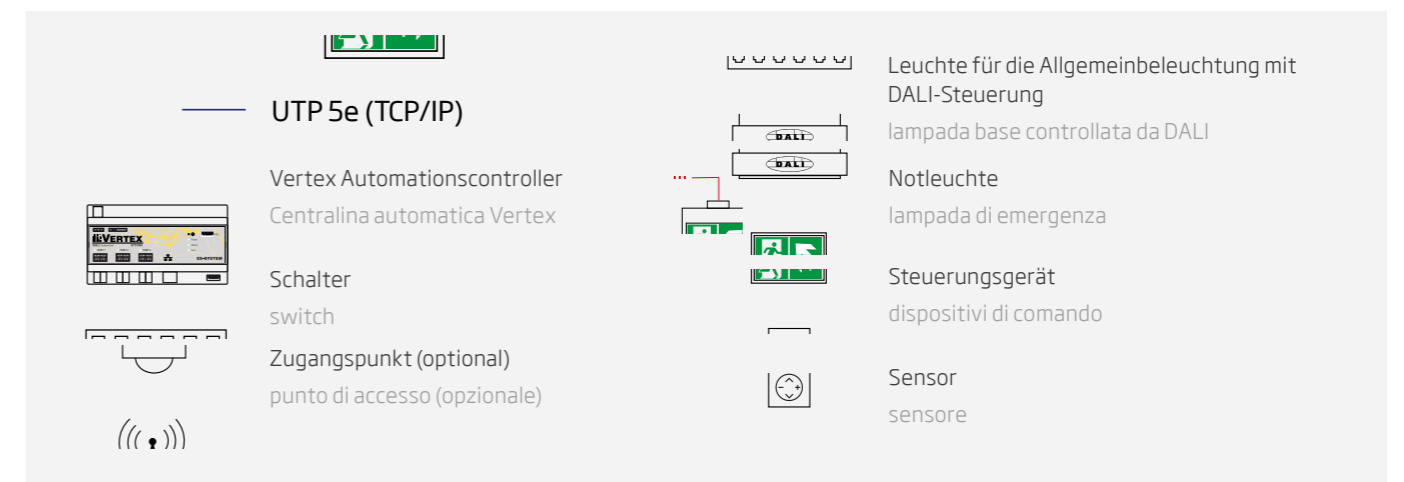 UTP 5e (TCP/IP)
Vertex Automationscontroller
Centralina automatica Vertex
VERTEX
Schalter
switch
Zugangspunkt (optional)
punto di accesso (opzionale)
Leuchte für die Allgemeinbeleuchtung mit
DALI-Steuerung
lampada base controllata da DALI
DALI
DALI
Notleuchte
lampada di emergenza
Steuerungsgerät
dispositivi di comando
Sensor
sensore